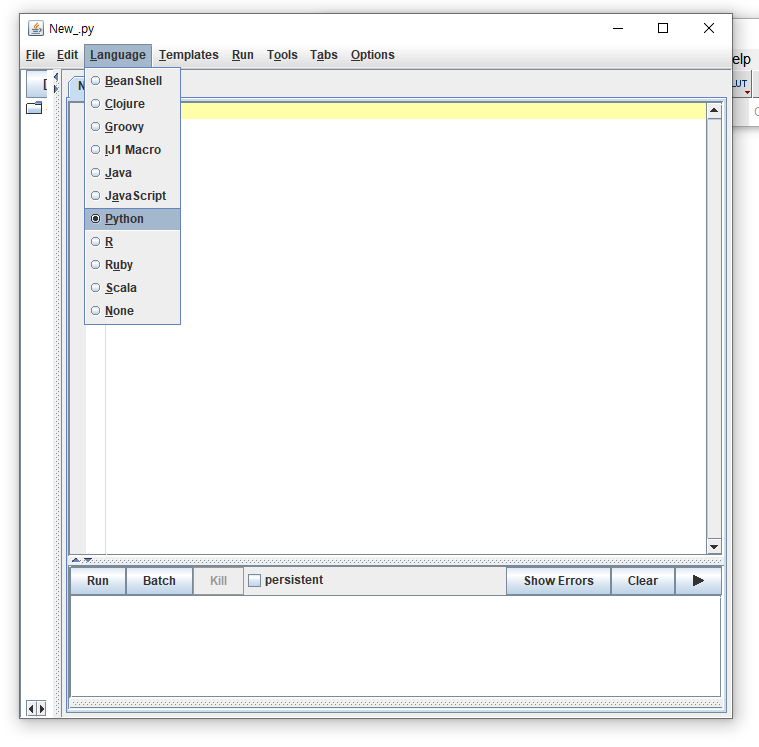 New_.py
File Edit Language Templates Run Tools Tabs Options
elp
BeanShell
Clojure
Groovy
IJ1 Macro
Java
JavaScript
Python
R
Ruby
Scala
None
LUT
Run Batch Kill persistent Show Errors Clear